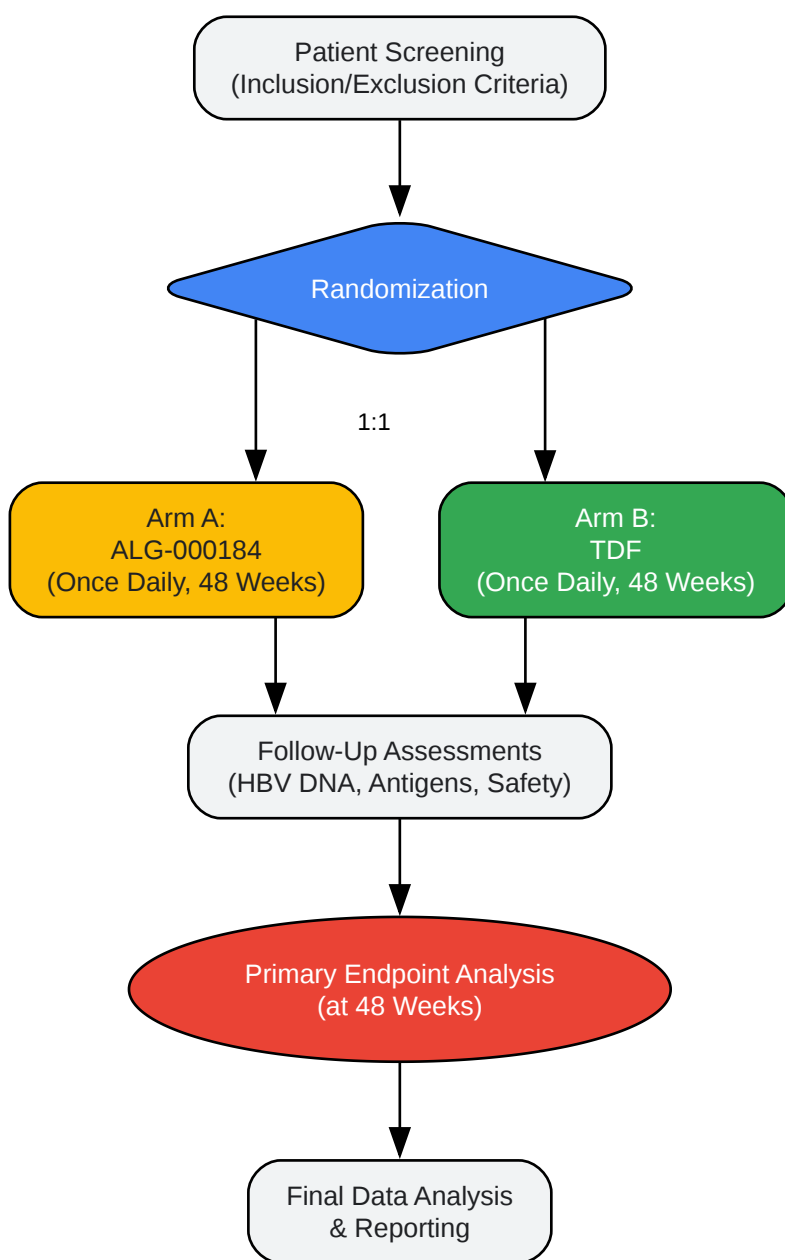 Patient Screening
(Inclusion/Exclusion Criteria)
Randomization
1:1
Arm A:
ALG-000184
(Once Daily, 48 Weeks)
Arm B:
TDF
(Once Daily, 48 Weeks)
Follow-Up Assessments
(HBV DNA, Antigens, Safety)
Primary Endpoint Analysis
(at 48 Weeks)
Final Data Analysis
& Reporting